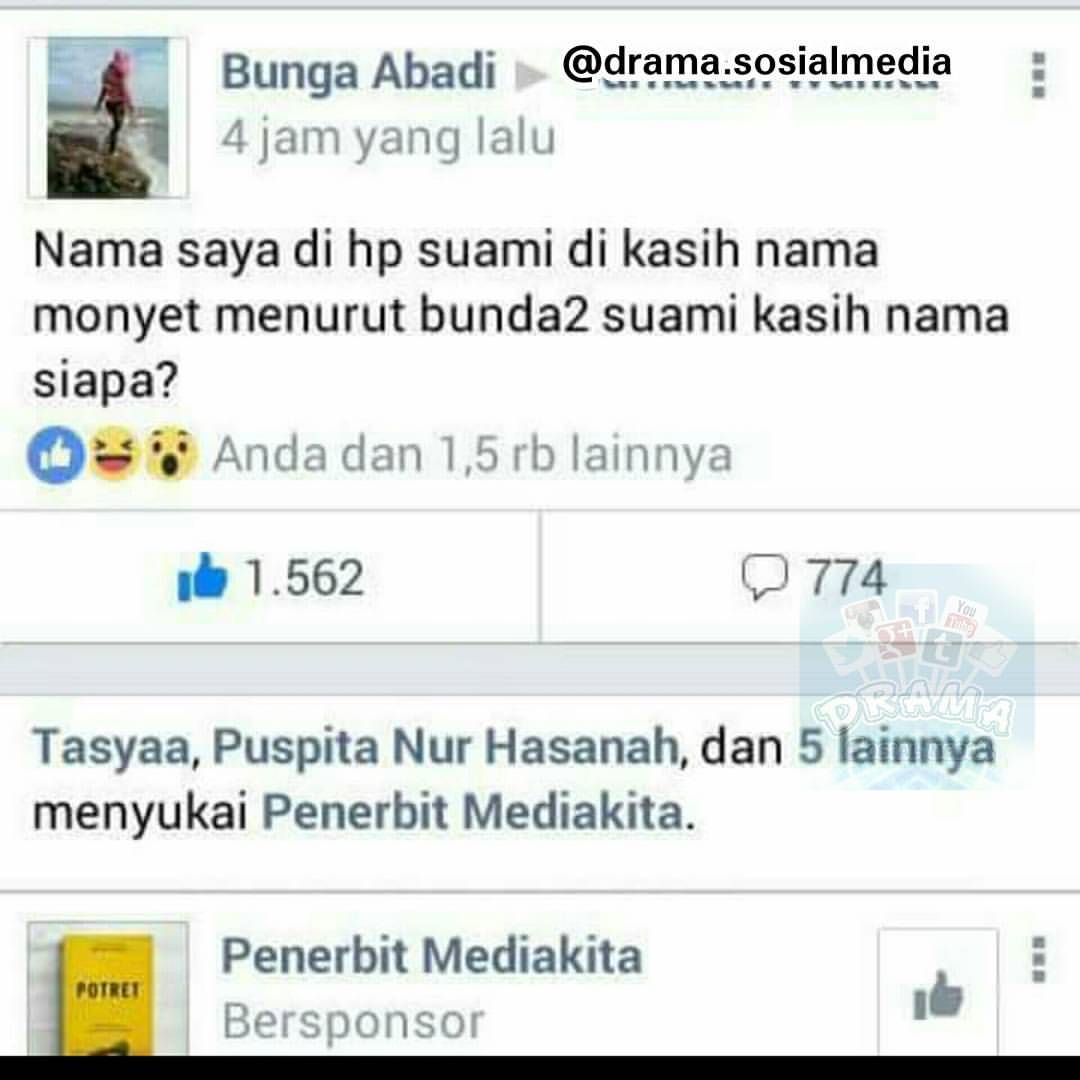 Bunga Abadi
@drama.sosialmedia
4 jam yang lalu
Nama saya di hp suami di kasih nama
monyet menurut bunda2 suami kasih nama
siapa?
Anda dan 1,5 rb lainnya
1.562
774
You
Tube
DRAMA
Tasyaa, Puspita Nur Hasanah, dan 5 lainnya
menyukai Penerbit Mediakita.
POTRET
Penerbit Mediakita
Bersponsor